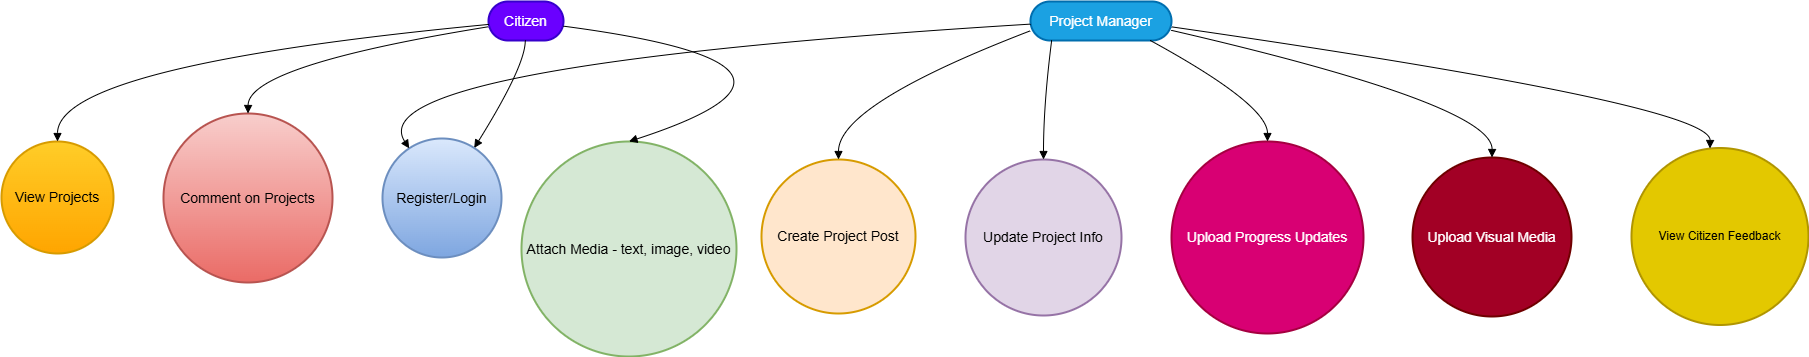 Citizen
Project Manager
View Projects
Comment on Projects
Register/Login
Attach Media - text, image, video
Create Project Post
Update Project Info
Upload Progress Updates
Upload Visual Media
View Citizen Feedback